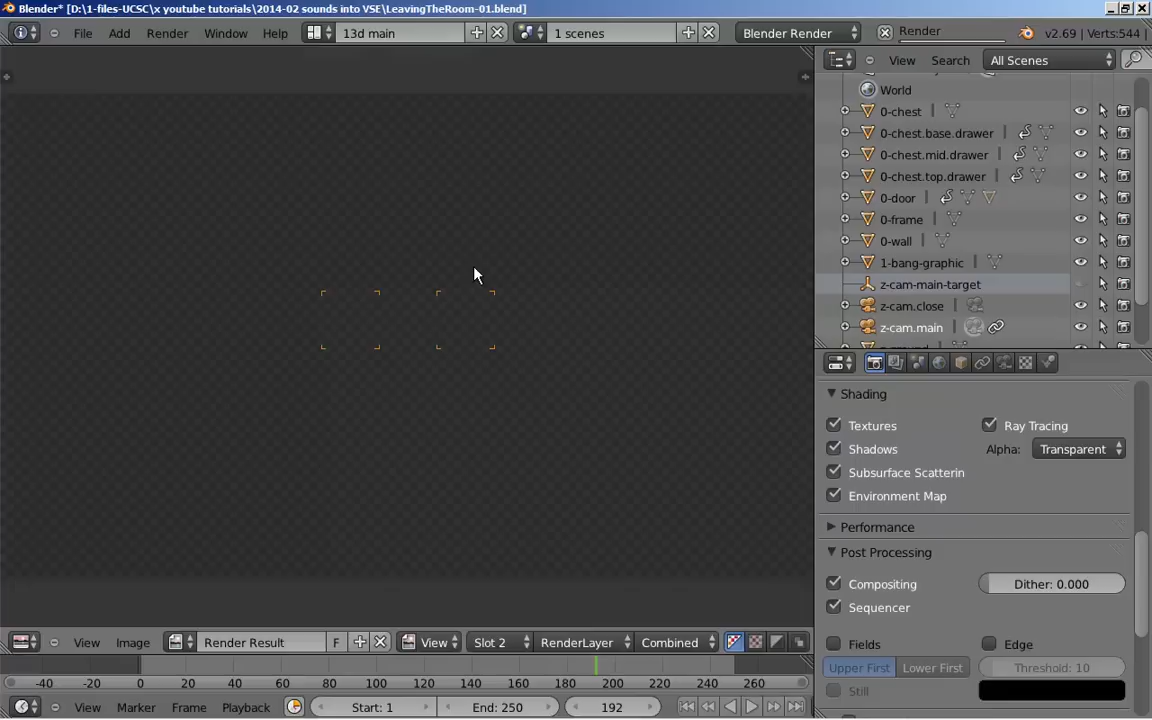 Blender* [D:\1-files-UCSC\x youtube tutorials\2014-02 sounds into VSE\LeavingTheRoom-01.blend]
File Add Render Window Help 13d main 1 scenes Blender Render Render v2.69 | Verts:544 |
View Search All Scenes
World
0-chest
0-chest.base.drawer
0-chest.mid.drawer
0-chest.top.drawer
0-door
0-frame
0-wall
1-bang-graphic
z-cam-main-target
z-cam.close
z-cam.main
Shading
Textures Ray Tracing
Shadows Alpha: Transparent
Subsurface Scatterin
Environment Map
Performance
Post Processing
Compositing Dither: 0.000
Sequencer
Fields Edge
Upper First Lower First Threshold: 10
Still
View Image Render Result F View Slot 2 RenderLayer Combined
-40 -20 0 20 40 60 80 100 120 140 160 180 200 220 240 260
View Marker Frame Playback Start: 1 End: 250 192